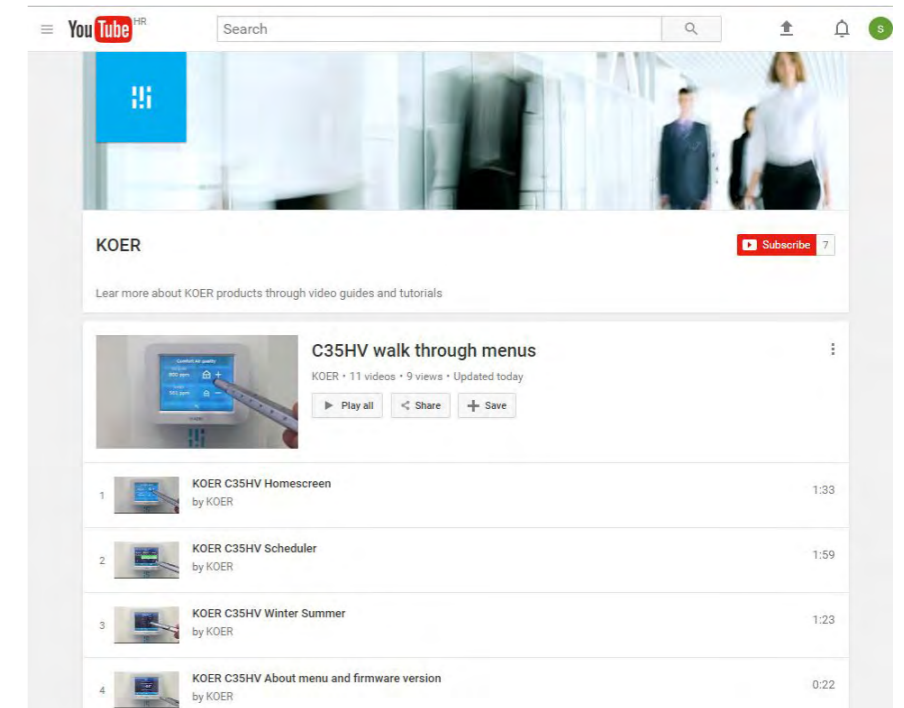 YouTube HR
Search
S
KOER
Subscribe 7
Lear more about KOER products through video guides and tutorials
C35HV walk through menus
KOER • 11 videos • 9 views • Updated today
Play all Share Save
1 KOER C35HV Homescreen 1:33
by KOER
2 KOER C35HV Scheduler 1:59
by KOER
3 KOER C35HV Winter Summer 1:23
by KOER
4 KOER C35HV About menu and firmware version 0:22
by KOER